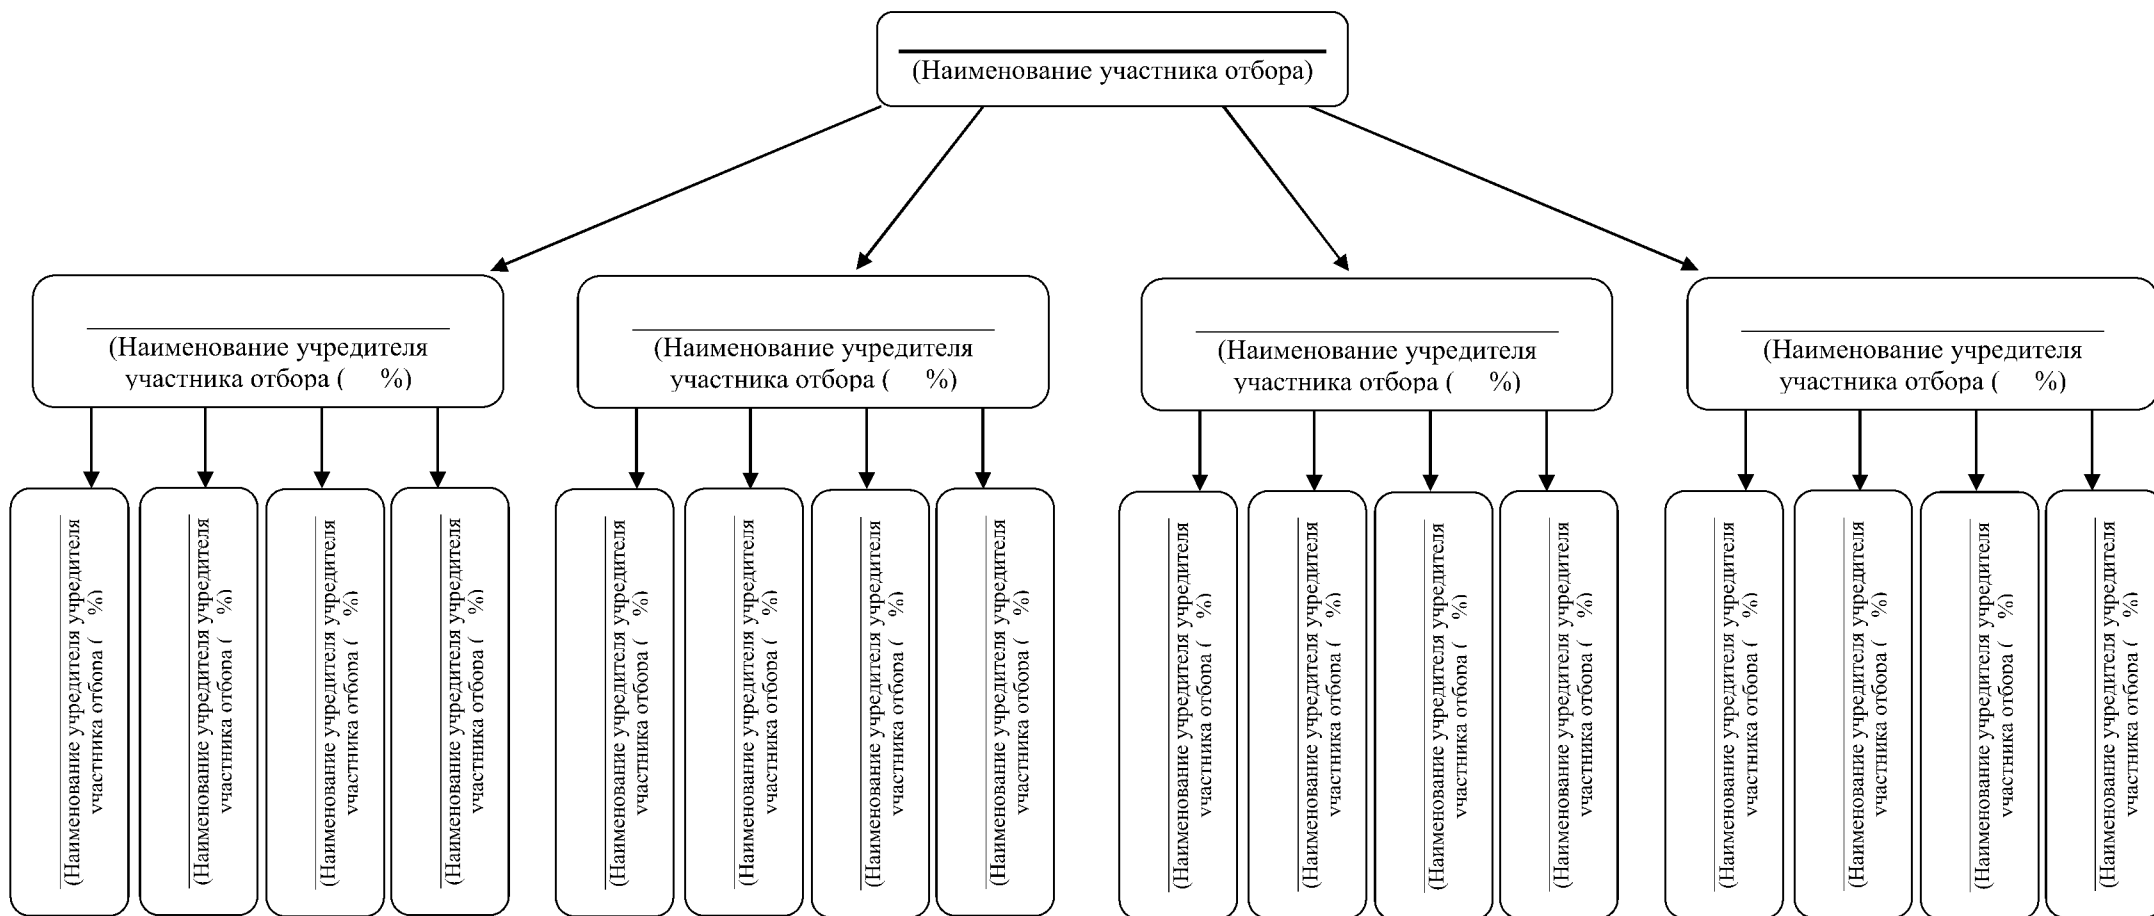 (Наименование участника отбора)
(Наименование учредителя
участника отбора ( %)
(Наименование учредителя
участника отбора ( %)
(Наименование учредителя
участника отбора ( %)
(Наименование учредителя
участника отбора ( %)
(Наименование учредителя учредителя
участника отбора ( %)
(Наименование учредителя учредителя
участника отбора ( %)
(Наименование учредителя учредителя
участника отбора ( %)
(Наименование учредителя учредителя
участника отбора ( %)
(Наименование учредителя учредителя
участника отбора ( %)
(Наименование учредителя учредителя
участника отбора ( %)
(Наименование учредителя учредителя
участника отбора ( %)
(Наименование учредителя учредителя
участника отбора ( %)
(Наименование учредителя учредителя
участника отбора ( %)
(Наименование учредителя учредителя
участника отбора ( %)
(Наименование учредителя учредителя
участника отбора ( %)
(Наименование учредителя учредителя
участника отбора ( %)
(Наименование учредителя учредителя
участника отбора ( %)
(Наименование учредителя учредителя
участника отбора ( %)
(Наименование учредителя учредителя
участника отбора ( %)
(Наименование учредителя учредителя
участника отбора ( %)